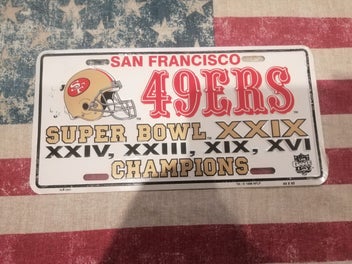 SAN FRANCISCO
49ERS
SUPER BOWL XXIX
XXIV, XXIII, XIX, XVI
CHAMPIONS